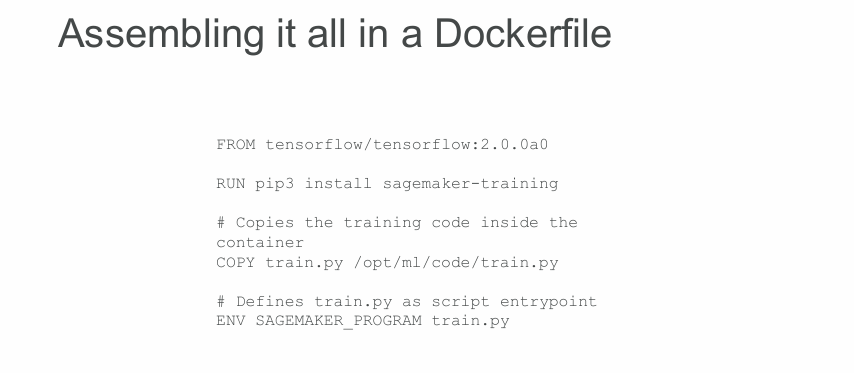 Assembling it all in a Dockerfile
FROM tensorflow/tensorflow:2.0.0a0
RUN pip3 install sagemaker-training
# Copies the training code inside the
container
COPY train.py /opt/ml/code/train.py
# Defines train.py as script entrypoint
ENV SAGEMAKER_PROGRAM train.py